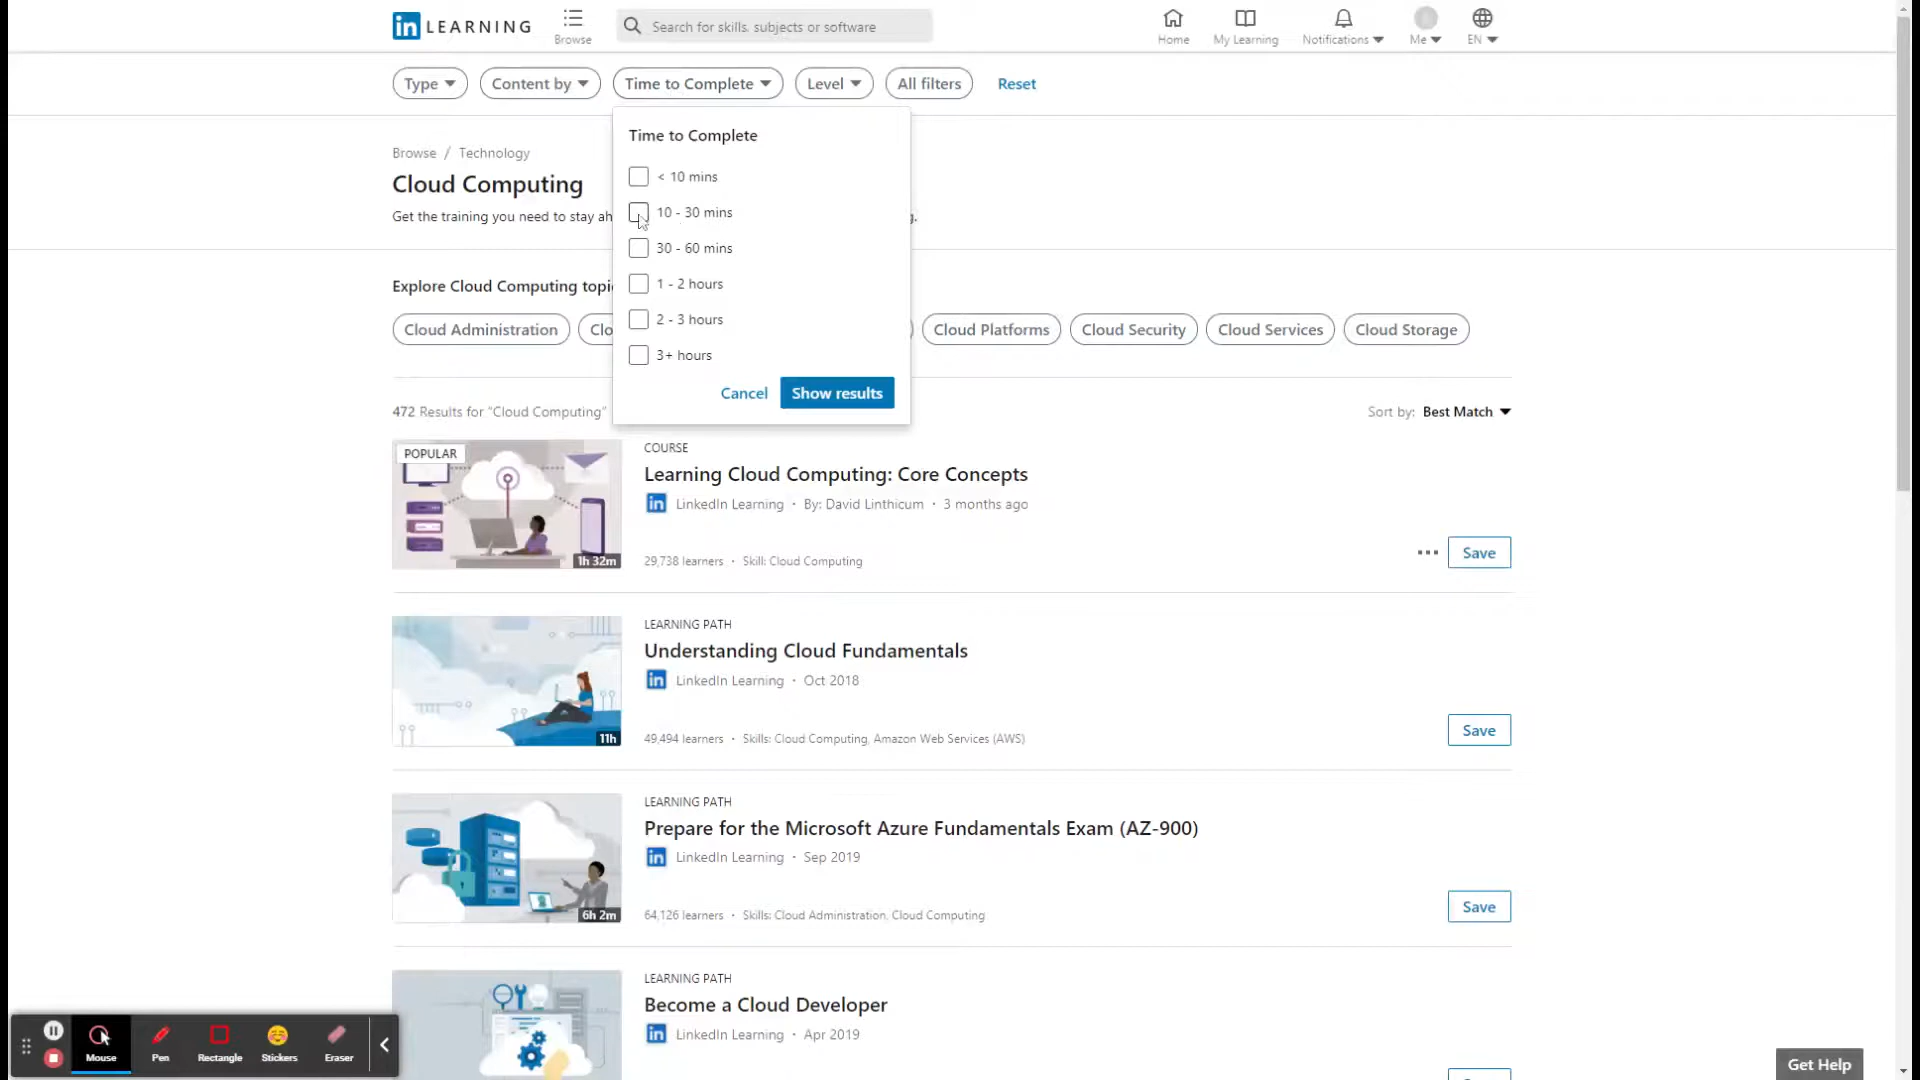 in LEARNING
Browse
Search for skills, subjects or software
Home
My Learning
Notifications
Me
EN
Type
Content by
Time to Complete
Level
All filters
Reset
Time to Complete
< 10 mins
10 - 30 mins
30 - 60 mins
1 - 2 hours
2 - 3 hours
3+ hours
Cancel
Show results
Browse / Technology
Cloud Computing
Get the training you need to stay
Explore Cloud Computing
Cloud Administration
Cloud Platforms
Cloud Security
Cloud Services
Cloud Storage
472 Results for "Cloud Computing"
Sort by: Best Match
POPULAR
1h 32m
COURSE
Learning Cloud Computing: Core Concepts
in LinkedIn Learning · By: David Linthicum · 3 months ago
29,738 learners · Skill: Cloud Computing
Save
11h
LEARNING PATH
Understanding Cloud Fundamentals
in LinkedIn Learning · Oct 2018
49,494 learners · Skills: Cloud Computing, Amazon Web Services (AWS)
Save
6h 2m
LEARNING PATH
Prepare for the Microsoft Azure Fundamentals Exam (AZ-900)
in LinkedIn Learning · Sep 2019
64,126 learners · Skills: Cloud Administration, Cloud Computing
Save
LEARNING PATH
Become a Cloud Developer
in LinkedIn Learning · Apr 2019
Mouse
Pen
Rectangle
Stickers
Eraser
Get Help